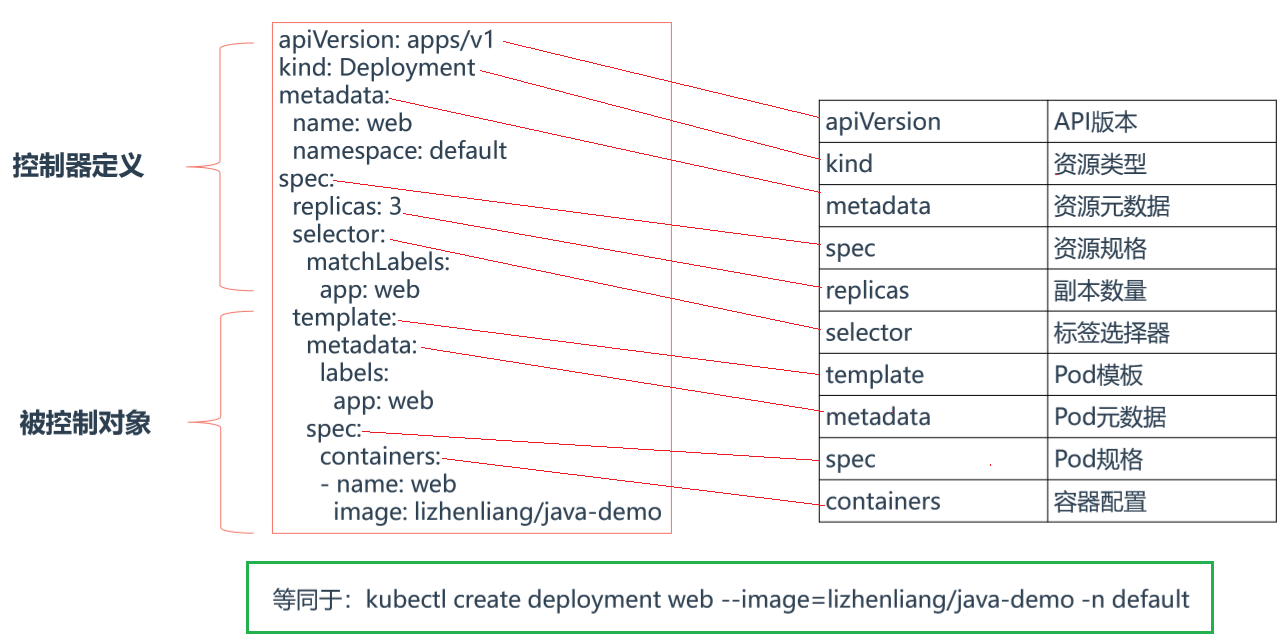 控制器定义
apiVersion: apps/v1
kind: Deployment
metadata:
  name: web
  namespace: default
spec:
  replicas: 3
  selector:
    matchLabels:
      app: web
被控制对象
  template:
    metadata:
      labels:
        app: web
    spec:
      containers:
      - name: web
        image: lizhenliang/java-demo
apiVersion API版本
kind 资源类型
metadata 资源元数据
spec 资源规格
replicas 副本数量
selector 标签选择器
template Pod模板
metadata Pod元数据
spec Pod规格
containers 容器配置
等同于：kubectl create deployment web --image=lizhenliang/java-demo -n default